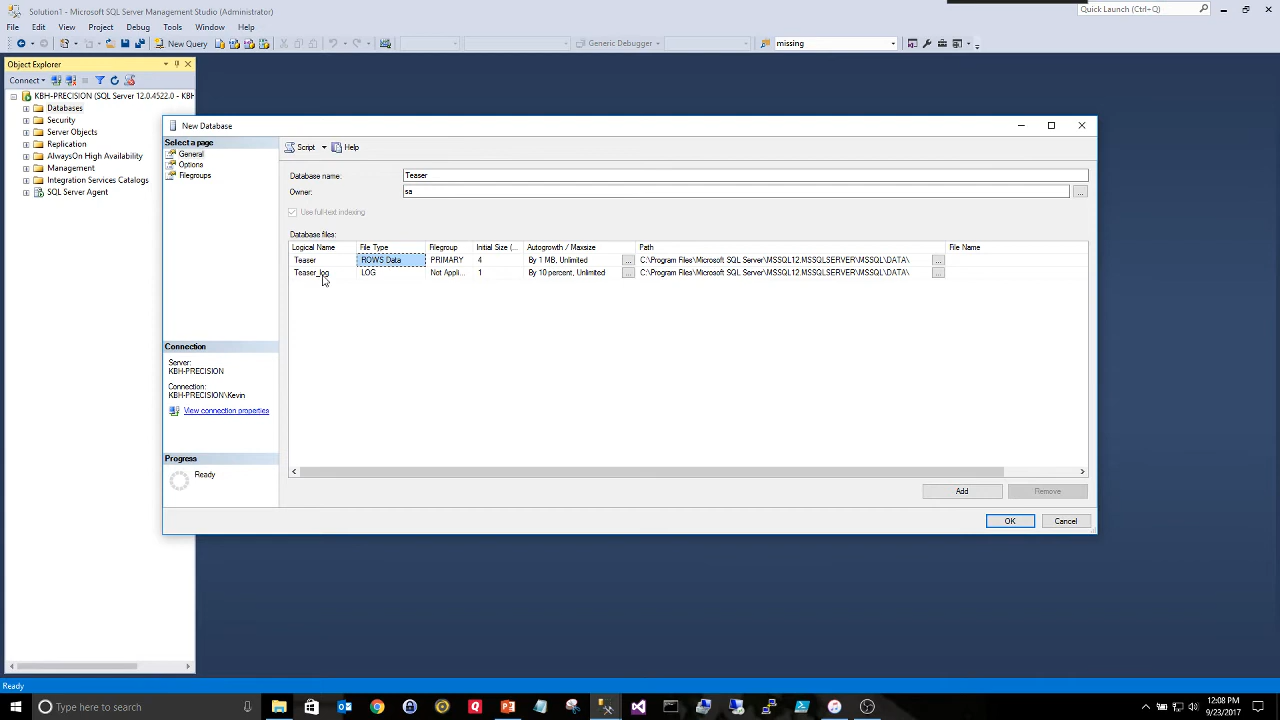 Solution1 - Microsoft SQL Server Management Studio (Administrator)
Quick Launch (Ctrl+Q)
File Edit View Project Debug Tools Window Help
New Query
Generic Debugger
missing
Object Explorer
Connect
KBH-PRECISION (SQL Server 12.0.4522.0 - KBH
Databases
Security
Server Objects
Replication
AlwaysOn High Availability
Management
Integration Services Catalogs
SQL Server Agent
New Database
Select a page
General
Options
Filegroups
Script Help
Database name: Teaser
Owner: sa ...
Use full-text indexing
Database files:
Logical Name File Type Filegroup Initial Size (... Autogrowth / Maxsize Path File Name
Teaser ROWS Data PRIMARY 4 By 1 MB, Unlimited ... C:\Program Files\Microsoft SQL Server\MSSQL12.MSSQLSERVER\MSSQL\DATA\ ...
Teaser_log LOG Not Appli... 1 By 10 percent, Unlimited ... C:\Program Files\Microsoft SQL Server\MSSQL12.MSSQLSERVER\MSSQL\DATA\ ...
Connection
Server:
KBH-PRECISION
Connection:
KBH-PRECISION\Kevin
View connection properties
Progress
Ready
Add Remove
OK Cancel
Ready
Type here to search
12:08 PM
9/23/2017